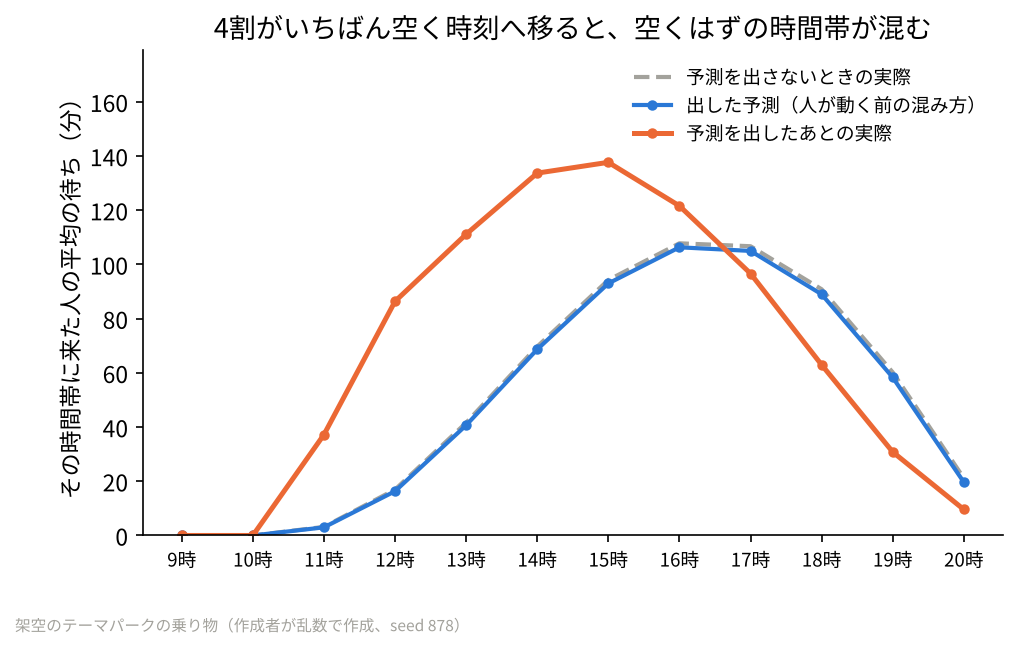 4割がいちばん空く時刻へ移ると、空くはずの時間帯が混む
予測を出さないときの実際
出した予測（人が動く前の混み方）
予測を出したあとの実際
その時間帯に来た人の平均の待ち（分）
160
140
120
100
80
60
40
20
0
9時 10時 11時 12時 13時 14時 15時 16時 17時 18時 19時 20時
架空のテーマパークの乗り物（作成者が乱数で作成、seed 878）